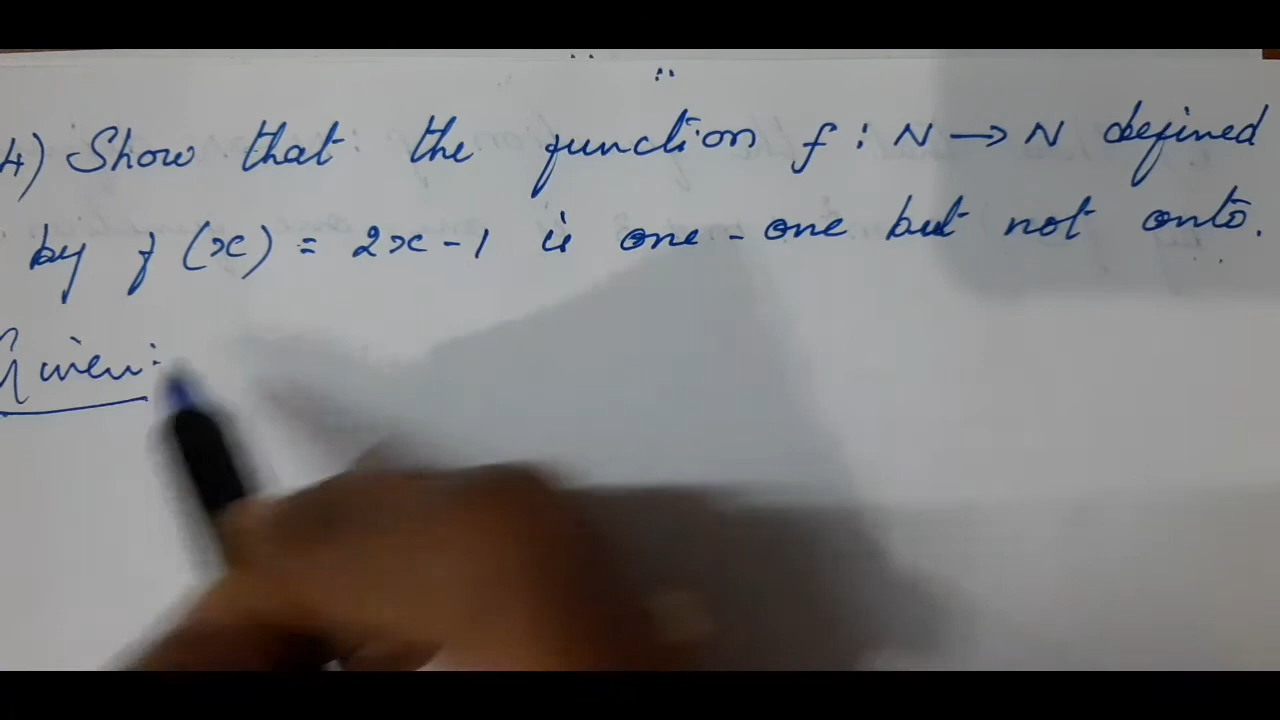 4) Show that the function f : N → N defined
by f (x) = 2x - 1 is one - one but not onto.
Given: